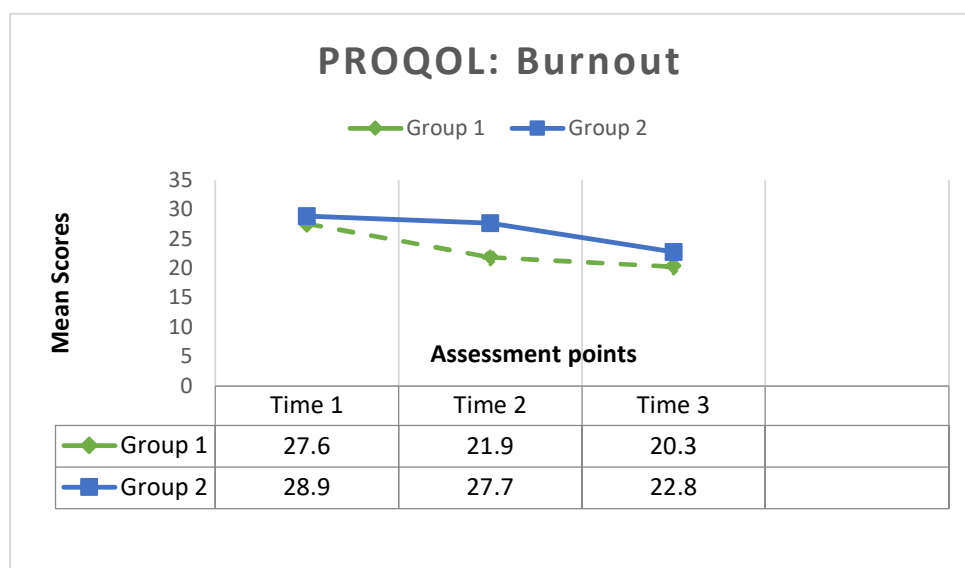 PROQOL: Burnout
Group 1 Group 2
35
30
25
20
15
10
5
0
Mean Scores
Assessment points
Time 1 Time 2 Time 3
Group 1 27.6 21.9 20.3
Group 2 28.9 27.7 22.8